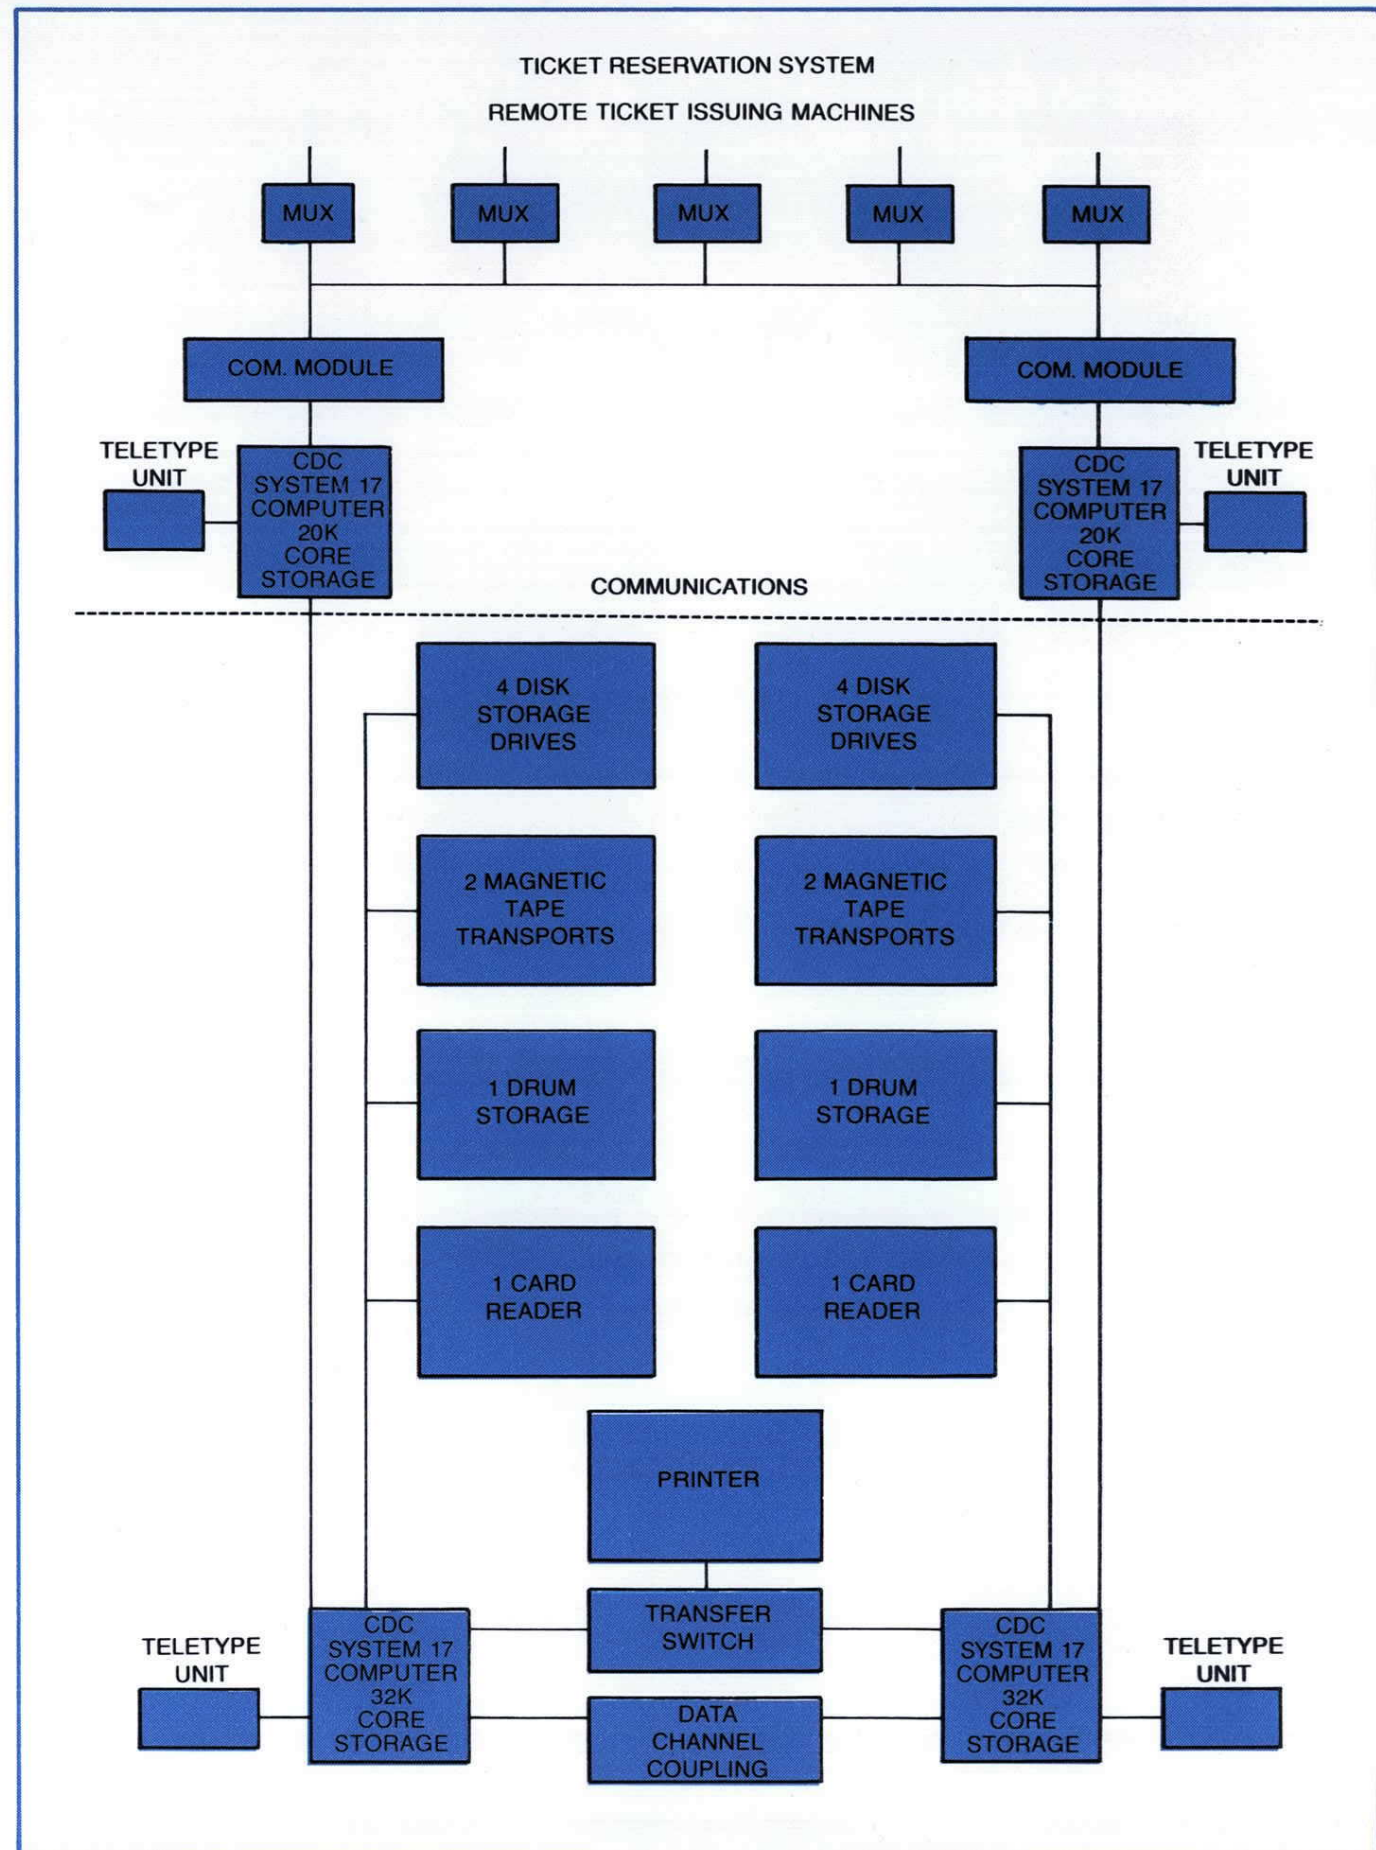 TICKET RESERVATION SYSTEM
REMOTE TICKET ISSUING MACHINES
MUX
MUX
MUX
MUX
MUX
COM. MODULE
COM. MODULE
TELETYPE
UNIT
CDC
SYSTEM 17
COMPUTER
20K
CORE
STORAGE
CDC
SYSTEM 17
COMPUTER
20K
CORE
STORAGE
TELETYPE
UNIT
COMMUNICATIONS
4 DISK
STORAGE
DRIVES
4 DISK
STORAGE
DRIVES
2 MAGNETIC
TAPE
TRANSPORTS
2 MAGNETIC
TAPE
TRANSPORTS
1 DRUM
STORAGE
1 DRUM
STORAGE
1 CARD
READER
1 CARD
READER
PRINTER
TELETYPE
UNIT
CDC
SYSTEM 17
COMPUTER
32K
CORE
STORAGE
TRANSFER
SWITCH
DATA
CHANNEL
COUPLING
CDC
SYSTEM 17
COMPUTER
32K
CORE
STORAGE
TELETYPE
UNIT